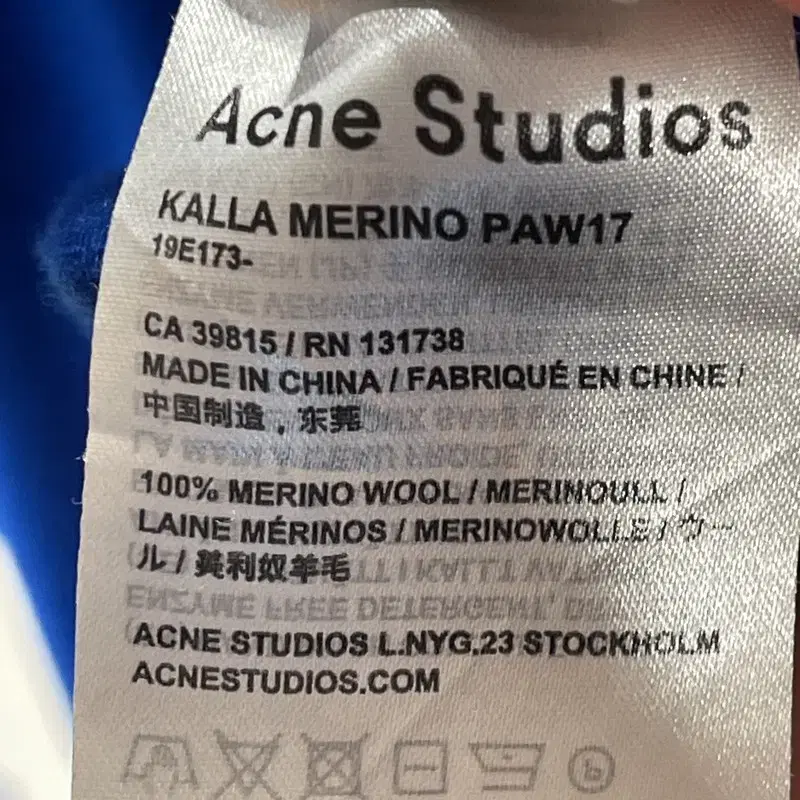 Acne Studios
KALLA MERINO PAW17
19E173-
CA 39815 / RN 131738
MADE IN CHINA / FABRIQUÉ EN CHINE /
中国制造，东莞
100% MERINO WOOL / MERINOULL /
LAINE MÉRINOS / MERINOWOLLE / ウー
ル / 美利奴羊毛
ACNE STUDIOS L.NYG.23 STOCKHOLM
ACNESTUDIOS.COM